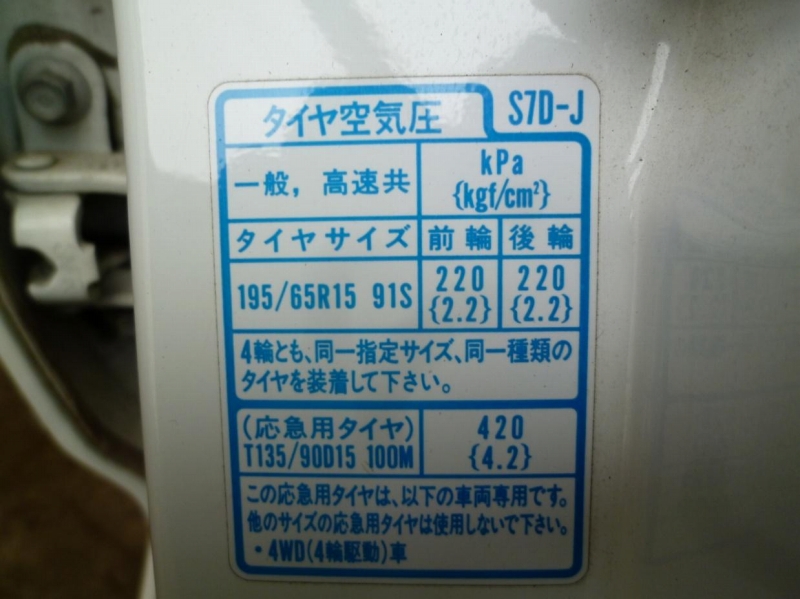 タイヤ空気圧
S7D-J
一般，高速共
kPa
{kgf/cm²}
タイヤサイズ 前輪 後輪
195/65R15 91S 220 220
{2.2} {2.2}
4輪とも、同一指定サイズ、同一種類の
タイヤを装着して下さい。
(応急用タイヤ)
T135/90D15 100M
420
{4.2}
この応急用タイヤは、以下の車両専用です。
他のサイズの応急用タイヤは使用しないで下さい。
・4WD(4輪駆動)車